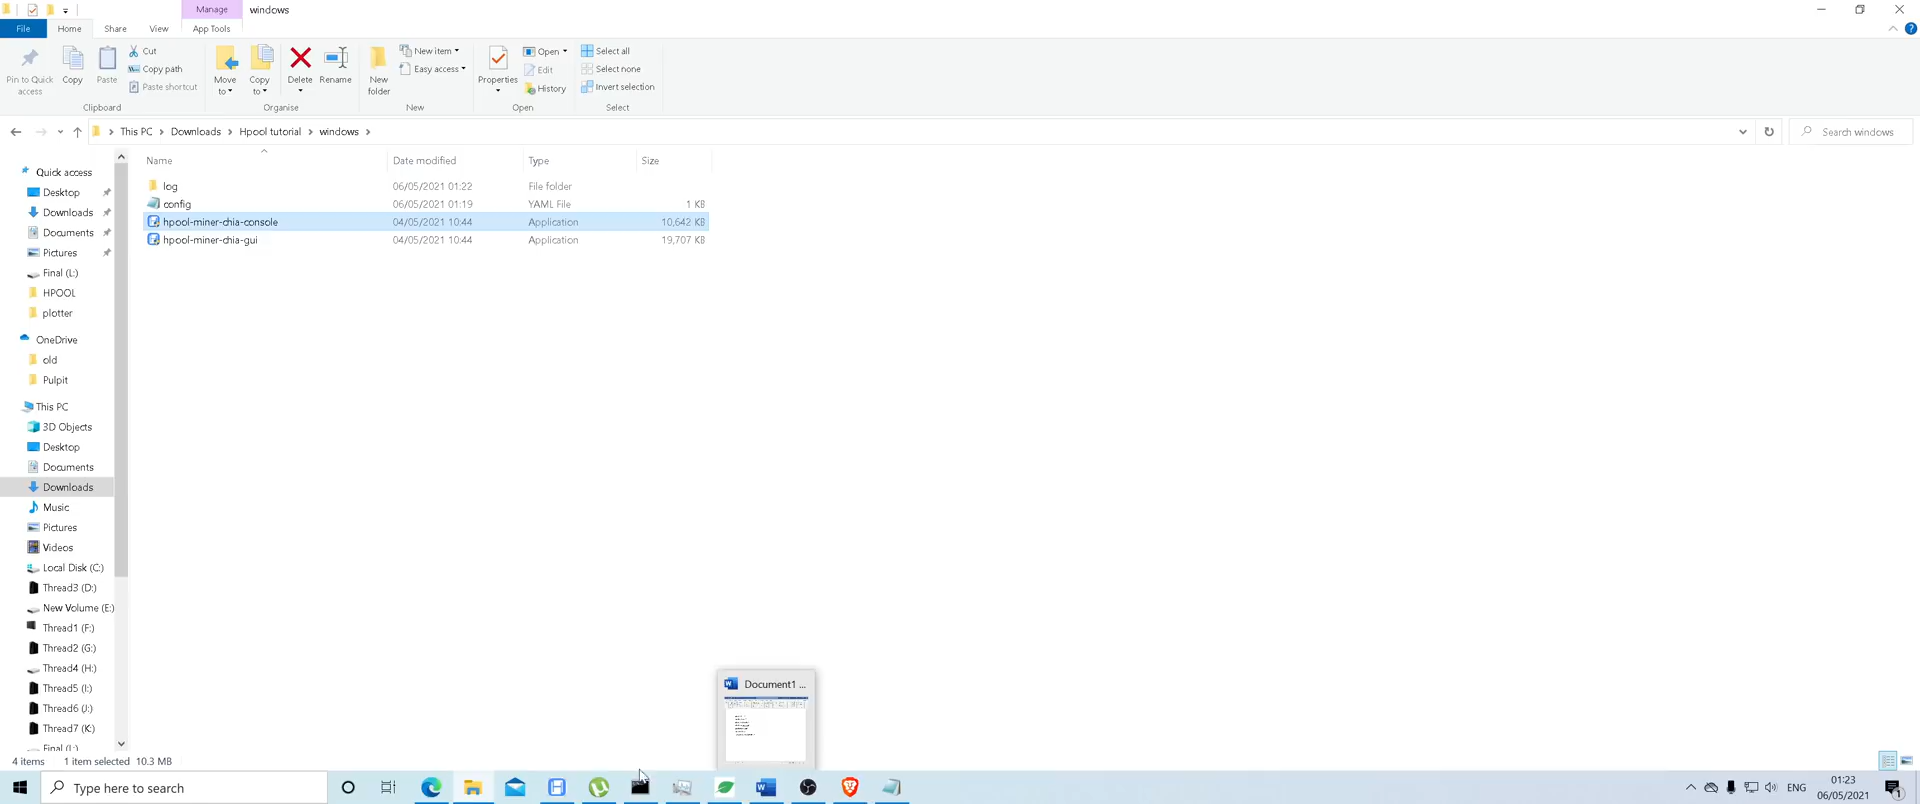 Manage
windows
File
Home
Share
View
App Tools
Pin to Quick access
Copy
Paste
Cut
Copy path
Paste shortcut
Clipboard
Move to
Copy to
Delete
Rename
Organise
New folder
New item
Easy access
New
Properties
Open
Edit
History
Open
Select all
Select none
Invert selection
Select
This PC
Downloads
Hpool tutorial
windows
Search windows
Name
Date modified
Type
Size
log 06/05/2021 01:22 File folder
config 06/05/2021 01:19 YAML File 1 KB
hpool-miner-chia-console 04/05/2021 10:44 Application 10,642 KB
hpool-miner-chia-gui 04/05/2021 10:44 Application 19,707 KB
Quick access
Desktop
Downloads
Documents
Pictures
Final (L:)
HPOOL
plotter
OneDrive
old
Pulpit
This PC
3D Objects
Desktop
Documents
Downloads
Music
Pictures
Videos
Local Disk (C:)
Thread3 (D:)
New Volume (E:)
Thread1 (F:)
Thread2 (G:)
Thread4 (H:)
Thread5 (I:)
Thread6 (J:)
Thread7 (K:)
Final (L:)
Document1 ...
4 items 1 item selected 10.3 MB
Type here to search
ENG
01:23
06/05/2021
1